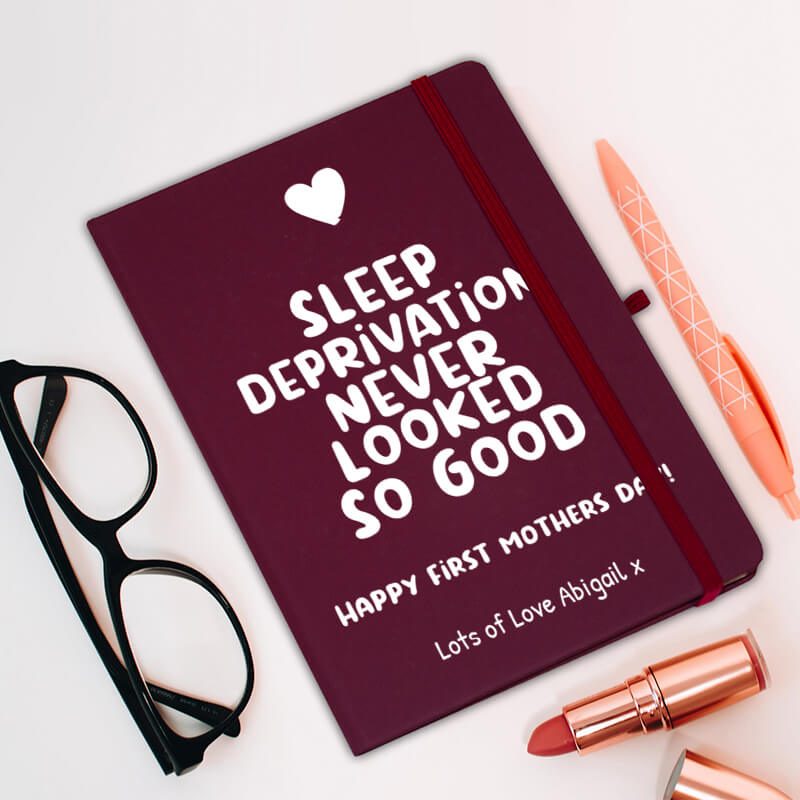 SLEEP
DEPRiVATiON
NEVER
LOOKED
SO GOOD
HAPPY FiRST MOTHERS DAY!
Lots of Love Abigail x